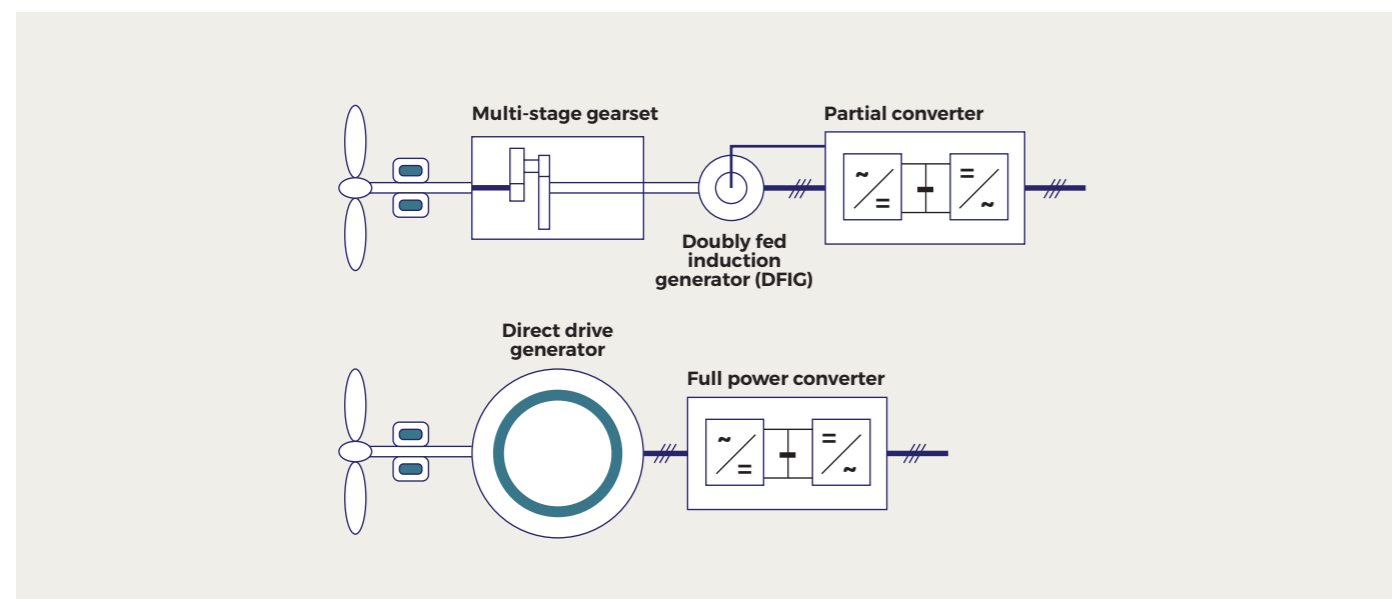 Multi-stage gearset
Partial converter
~
=
=
~
Doubly fed
induction
generator (DFIG)
Direct drive
generator
Full power converter
~
=
=
~